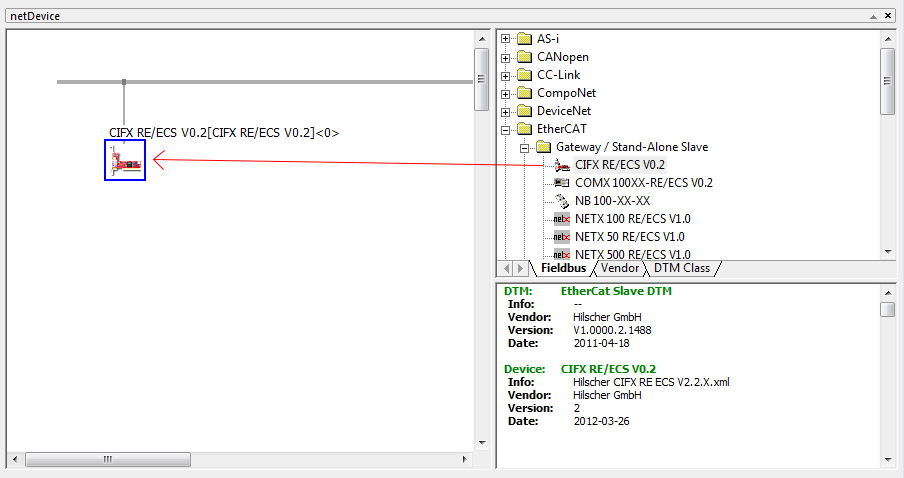 netDevice
CIFX RE/ECS V0.2[CIFX RE/ECS V0.2]<0>
AS-i
CANopen
CC-Link
CompoNet
DeviceNet
EtherCAT
Gateway / Stand-Alone Slave
CIFX RE/ECS V0.2
COMX 100XX-RE/ECS V0.2
NB 100-XX-XX
netX NETX 100 RE/ECS V1.0
netX NETX 50 RE/ECS V1.0
netX NETX 500 RE/ECS V1.0
Fieldbus Vendor DTM Class
DTM: EtherCat Slave DTM
Info: --
Vendor: Hilscher GmbH
Version: V1.0000.2.1488
Date: 2011-04-18
Device: CIFX RE/ECS V0.2
Info: Hilscher CIFX RE ECS V2.2.X.xml
Vendor: Hilscher GmbH
Version: 2
Date: 2012-03-26